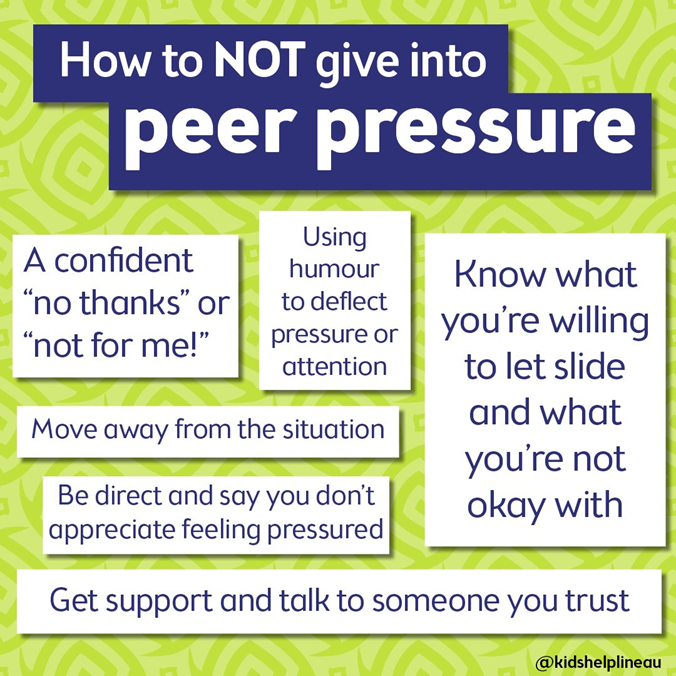 How to NOT give into
peer pressure
A confident
“no thanks” or
“not for me!”
Using
humour
to deflect
pressure or
attention
Know what
you’re willing
to let slide
and what
you’re not
okay with
Move away from the situation
Be direct and say you don’t
appreciate feeling pressured
Get support and talk to someone you trust
@kidshelplineau